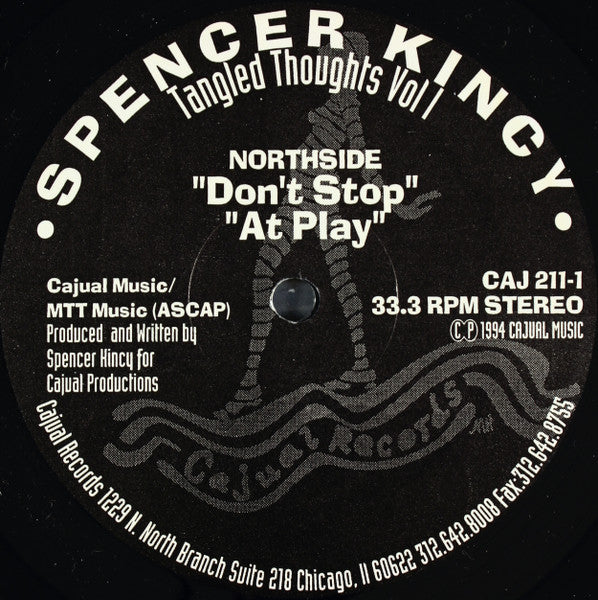 • SPENCER KINCY •
Tangled Thoughts Vol 1
NORTHSIDE
"Don't Stop"
"At Play"
Cajual Music/
MTT Music (ASCAP)
Produced and Written by
Spencer Kincy for
Cajual Productions
CAJ 211-1
33.3 RPM STEREO
©℗ 1994 CAJUAL MUSIC
Cajual Records
Cajual Records 1229 N. North Branch Suite 218 Chicago, Il 60622 312.642.8008 Fax:312.642.8755